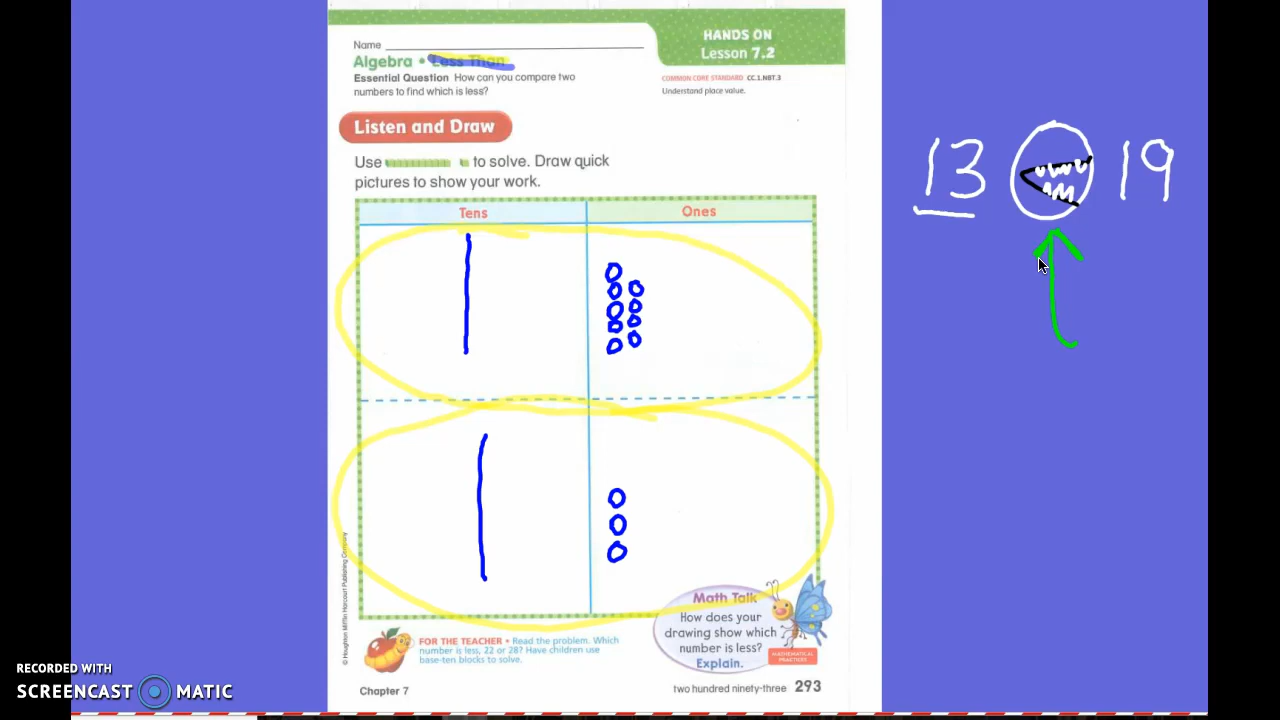 HANDS ON
Lesson 7.2
Name
Algebra • Less Than
Essential Question How can you compare two
numbers to find which is less?
COMMON CORE STANDARD CC.1.NBT.3
Understand place value.
Listen and Draw
Use to solve. Draw quick
pictures to show your work.
Tens Ones
13 < 19
Math Talk
How does your
drawing show which
number is less?
Explain.
MATHEMATICAL
PRACTICES
FOR THE TEACHER • Read the problem. Which
number is less, 22 or 28? Have children use
base-ten blocks to solve.
© Houghton Mifflin Harcourt Publishing Company
Chapter 7
two hundred ninety-three 293
RECORDED WITH
SCREENCAST MATIC